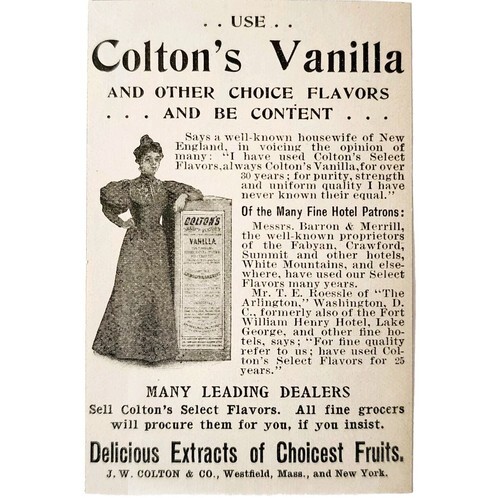 . . USE . .
Colton's Vanilla
AND OTHER CHOICE FLAVORS
. . . AND BE CONTENT . . .
Says a well-known housewife of New
England, in voicing the opinion of
many: "I have used Colton's Select
Flavors, always Colton's Vanilla, for over
30 years; for purity, strength
and uniform quality I have
never known their equal."
Of the Many Fine Hotel Patrons:
Messrs. Barron & Merrill,
the well-known proprietors
of the Fabyan, Crawford,
Summit and other hotels,
White Mountains, and else-
where, have used our Select
Flavors many years.
Mr. T. E. Roessle of "The
Arlington," Washington, D.
C., formerly also of the Fort
William Henry Hotel, Lake
George, and other fine ho-
tels, says; "For fine quality
refer to us; have used Col-
ton's Select Flavors for 25
years."
COLTON'S
VANILLA
MANY LEADING DEALERS
Sell Colton's Select Flavors. All fine grocers
will procure them for you, if you insist.
Delicious Extracts of Choicest Fruits.
J. W. COLTON & CO., Westfield, Mass., and New York.